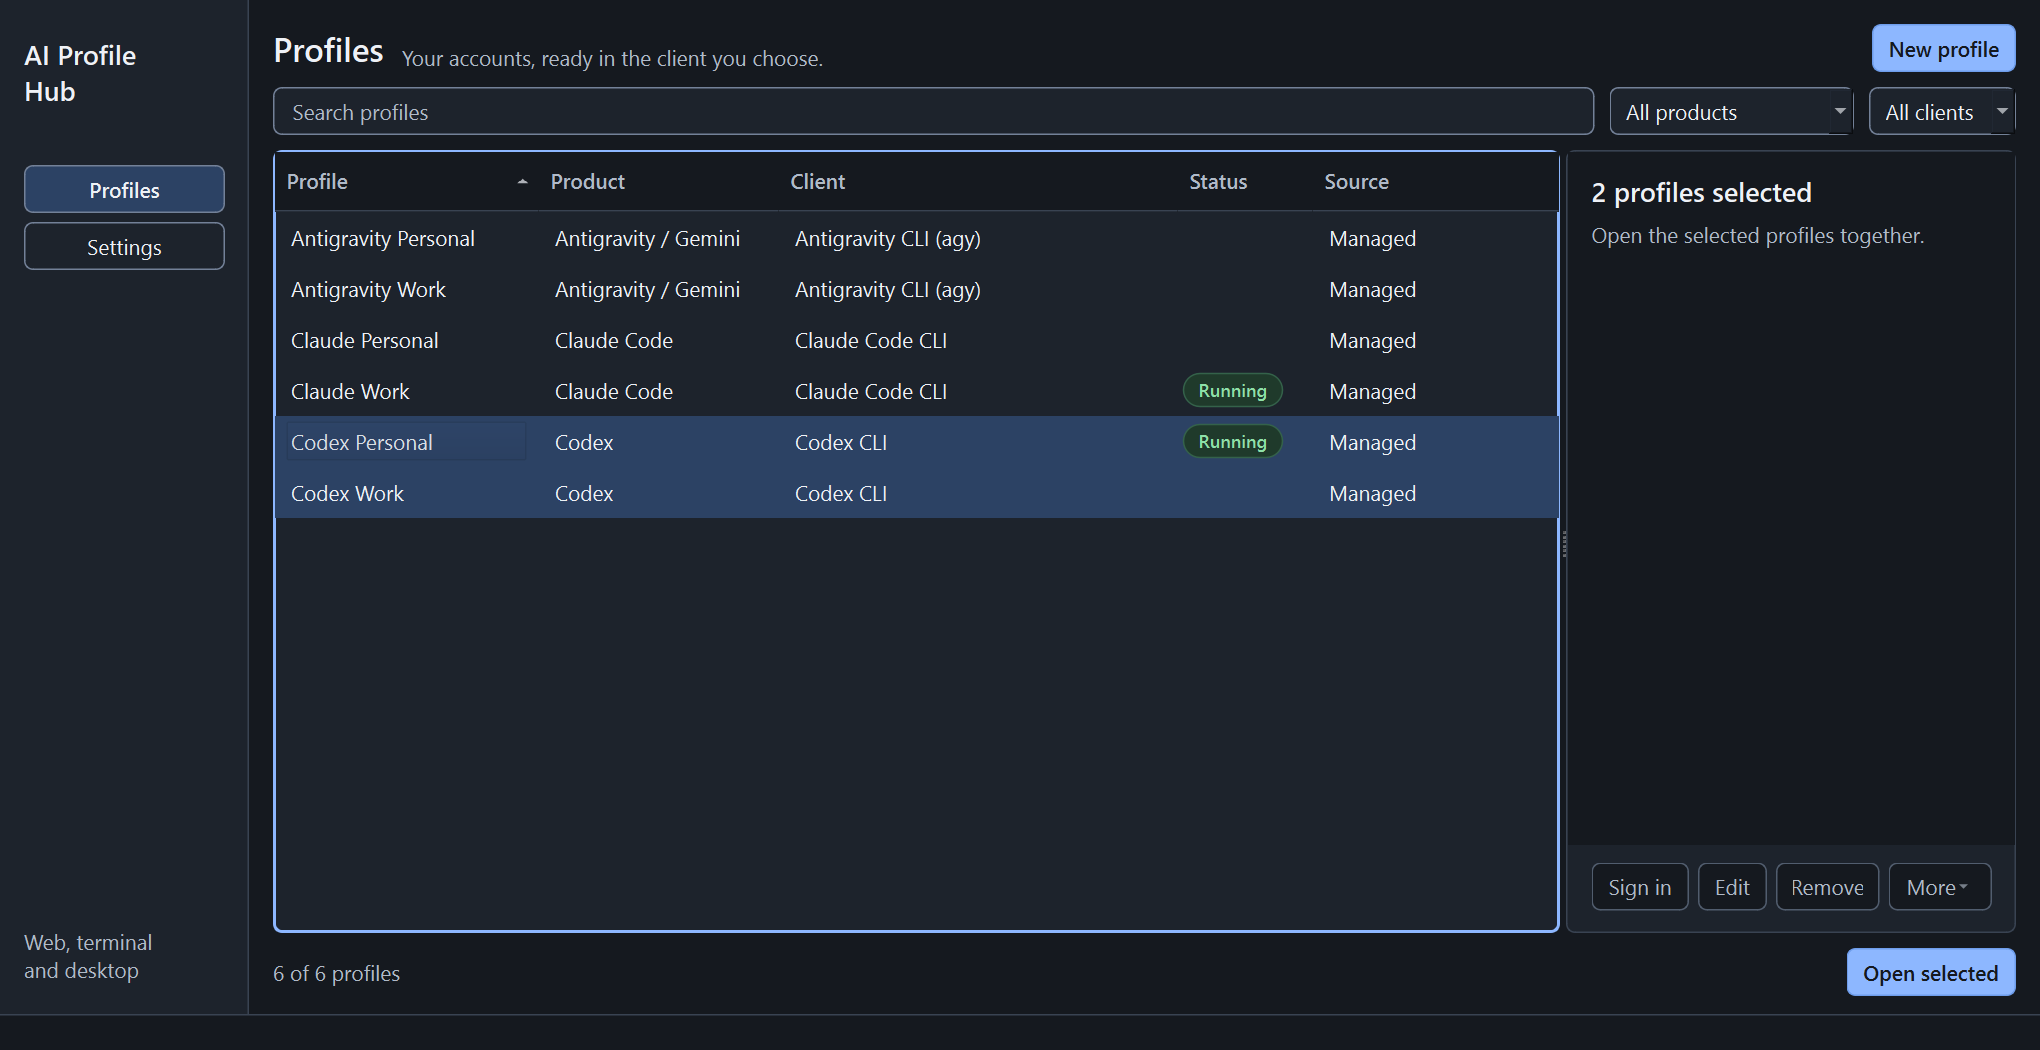 AI Profile
Hub
Profiles
Settings
Web, terminal
and desktop
Profiles Your accounts, ready in the client you choose.
New profile
Search profiles
All products
All clients
Profile Product Client Status Source
Antigravity Personal Antigravity / Gemini Antigravity CLI (agy) Managed
Antigravity Work Antigravity / Gemini Antigravity CLI (agy) Managed
Claude Personal Claude Code Claude Code CLI Managed
Claude Work Claude Code Claude Code CLI Running Managed
Codex Personal Codex Codex CLI Running Managed
Codex Work Codex Codex CLI Managed
2 profiles selected
Open the selected profiles together.
Sign in Edit Remove More
6 of 6 profiles
Open selected